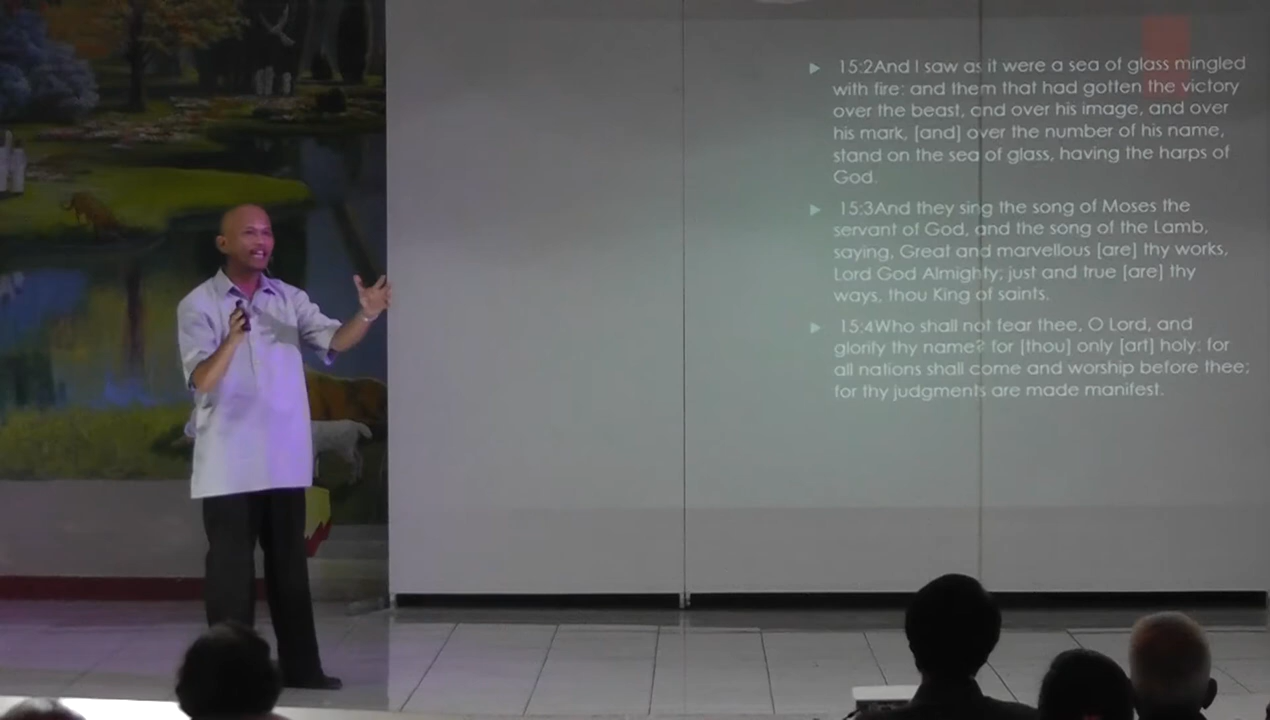 15:2And I saw as it were a sea of glass mingled
with fire: and them that had gotten the victory
over the beast, and over his image, and over
his mark, [and] over the number of his name,
stand on the sea of glass, having the harps of
God.
15:3And they sing the song of Moses the
servant of God, and the song of the Lamb,
saying, Great and marvellous [are] thy works,
Lord God Almighty; just and true [are] thy
ways, thou King of saints.
15:4Who shall not fear thee, O Lord, and
glorify thy name? for [thou] only [art] holy: for
all nations shall come and worship before thee;
for thy judgments are made manifest.